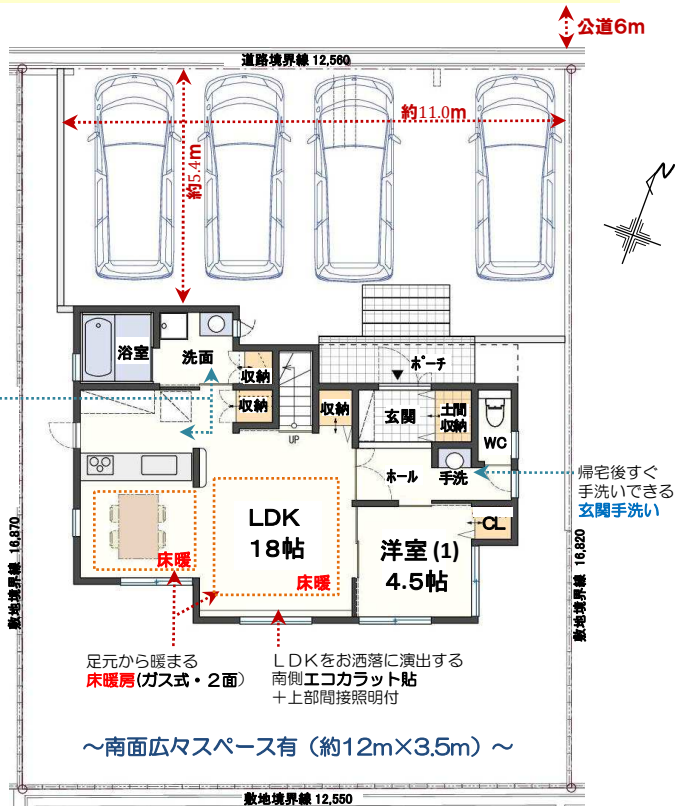 公道6m
道路境界線 12,560
約11.0m
約5.4m
N
浴室
洗面
収納
収納
収納
UP
ポーチ
玄関
土間
収納
WC
ホール
手洗
帰宅後すぐ
手洗いできる
玄関手洗い
LDK
18帖
床暖
床暖
CL
洋室(1)
4.5帖
敷地境界線 16,870
敷地境界線 16,820
足元から暖まる
床暖房(ガス式・2面)
LDKをお洒落に演出する
南側エコカラット貼
+上部間接照明付
~南面広々スペース有(約12m×3.5m)~
敷地境界線 12,550